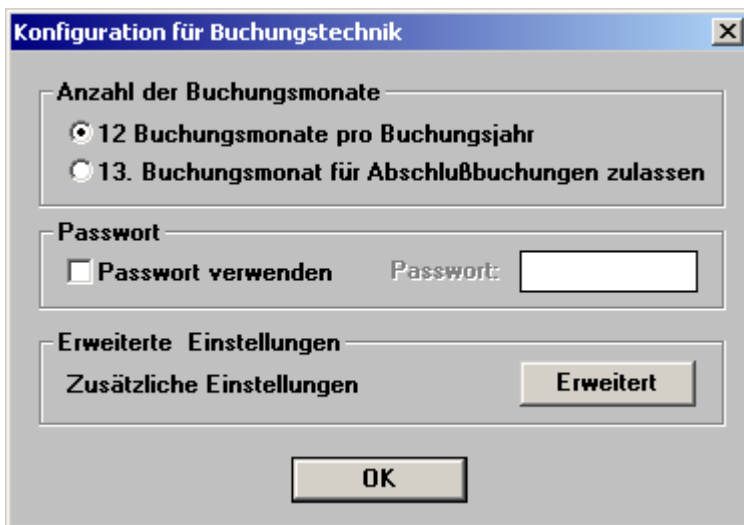 Konfiguration für Buchungstechnik
Anzahl der Buchungsmonate
12 Buchungsmonate pro Buchungsjahr
13. Buchungsmonat für Abschlußbuchungen zulassen
Passwort
Passwort verwenden Passwort:
Erweiterte Einstellungen
Zusätzliche Einstellungen Erweitert
OK